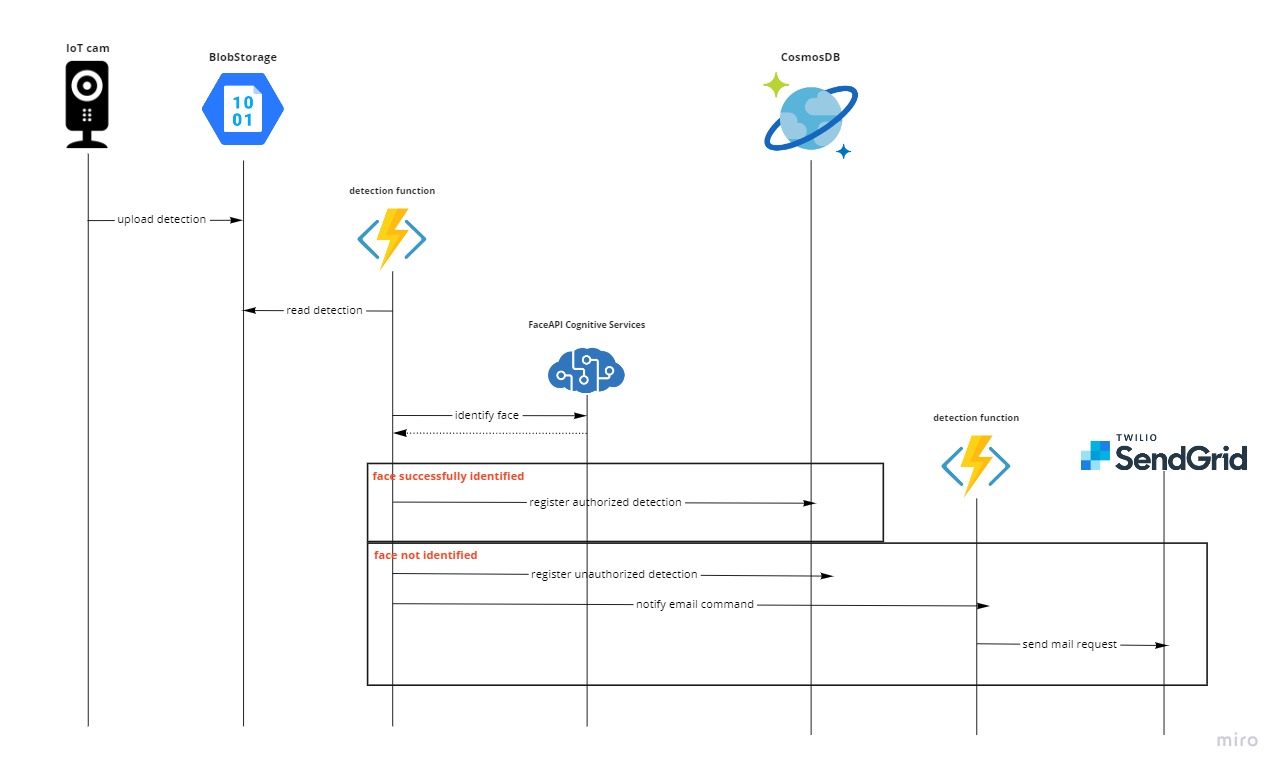 IoT cam
BlobStorage
CosmosDB
10
01
detection function
upload detection
read detection
FaceAPI Cognitive Services
identify face
detection function
TWILIO
SendGrid
face successfully identified
register authorized detection
face not identified
register unauthorized detection
notify email command
send mail request
miro